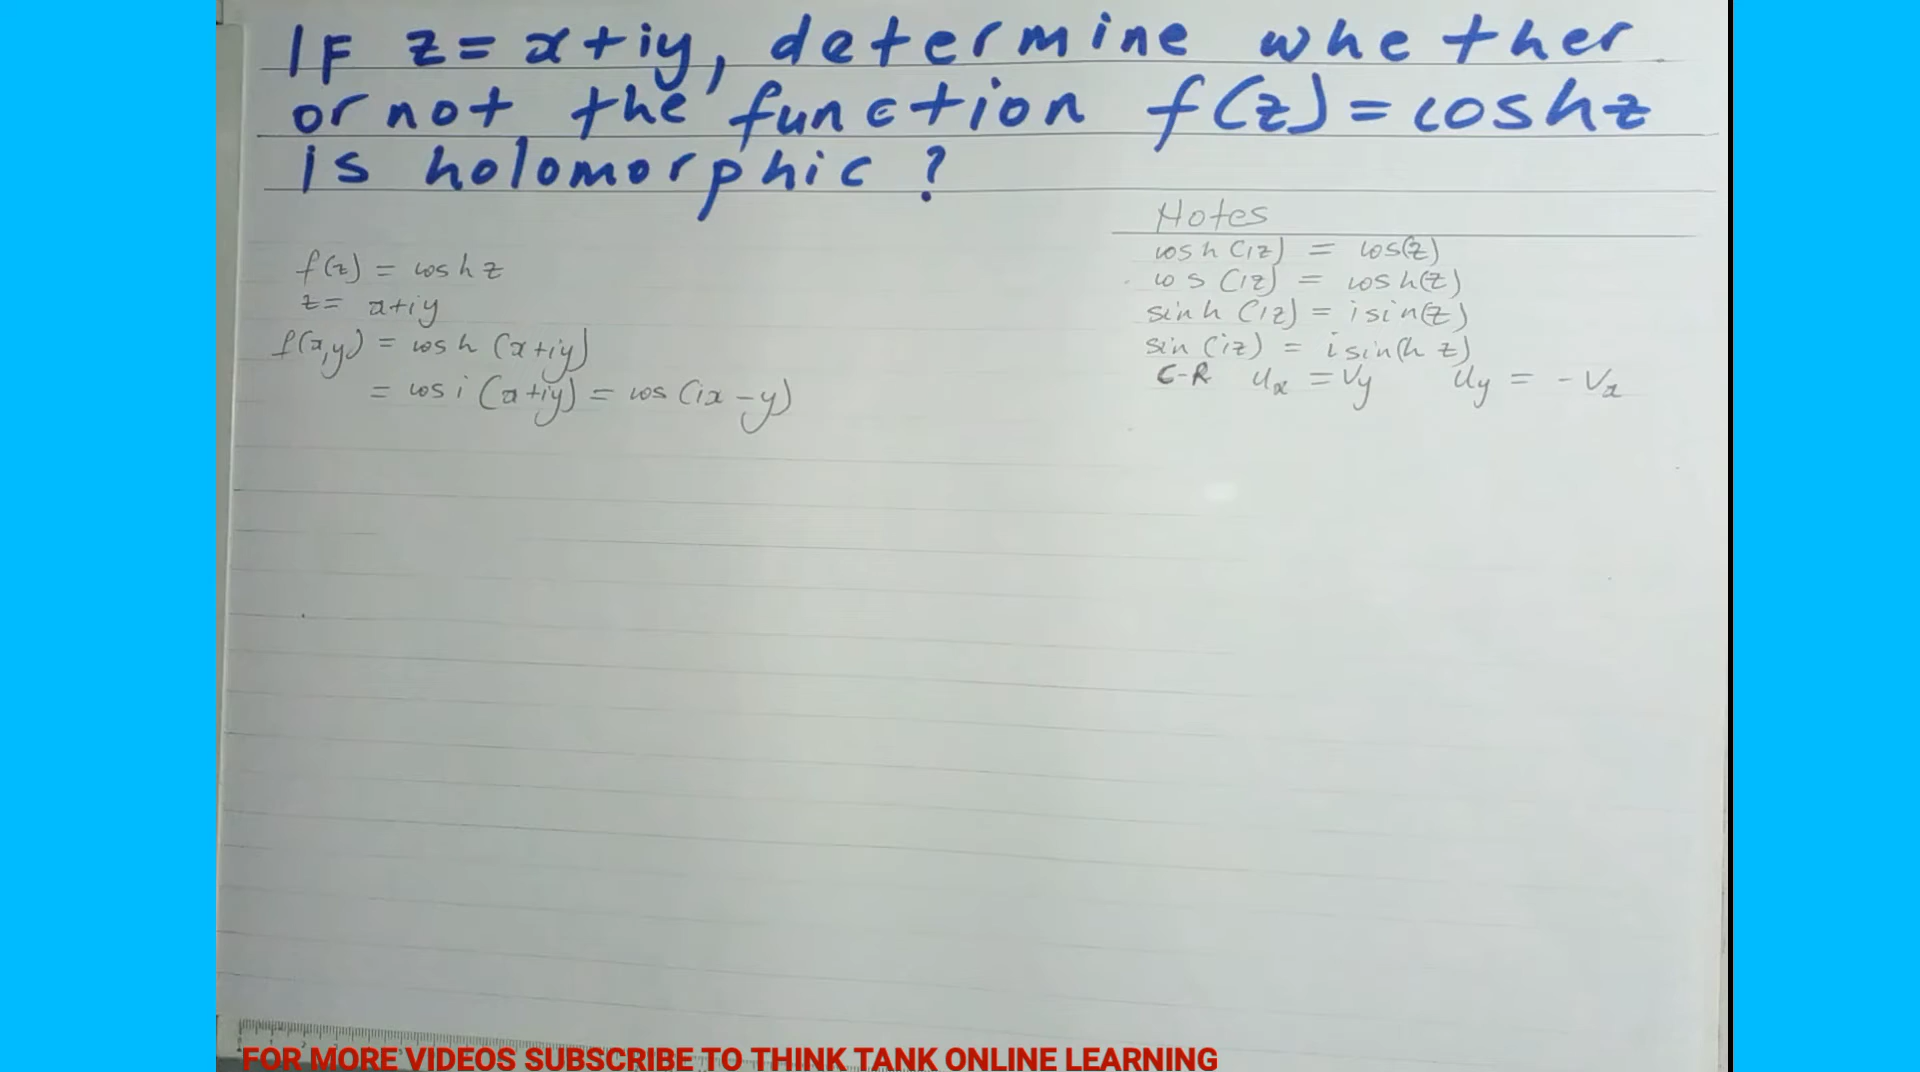 IF z = x+iy, determine whether
or not the function f(z) = coshz
is holomorphic ?
f(z) = cosh z
z = x+iy
f(x,y) = cosh (x+iy)
= cos i (x+iy) = cos (ix - y)
Notes
cosh (iz) = cos(z)
cos (iz) = cosh(z)
sinh (iz) = i sin(z)
sin (iz) = i sin(h z)
C-R ux = vy uy = - vx
FOR MORE VIDEOS SUBSCRIBE TO THINK TANK ONLINE LEARNING